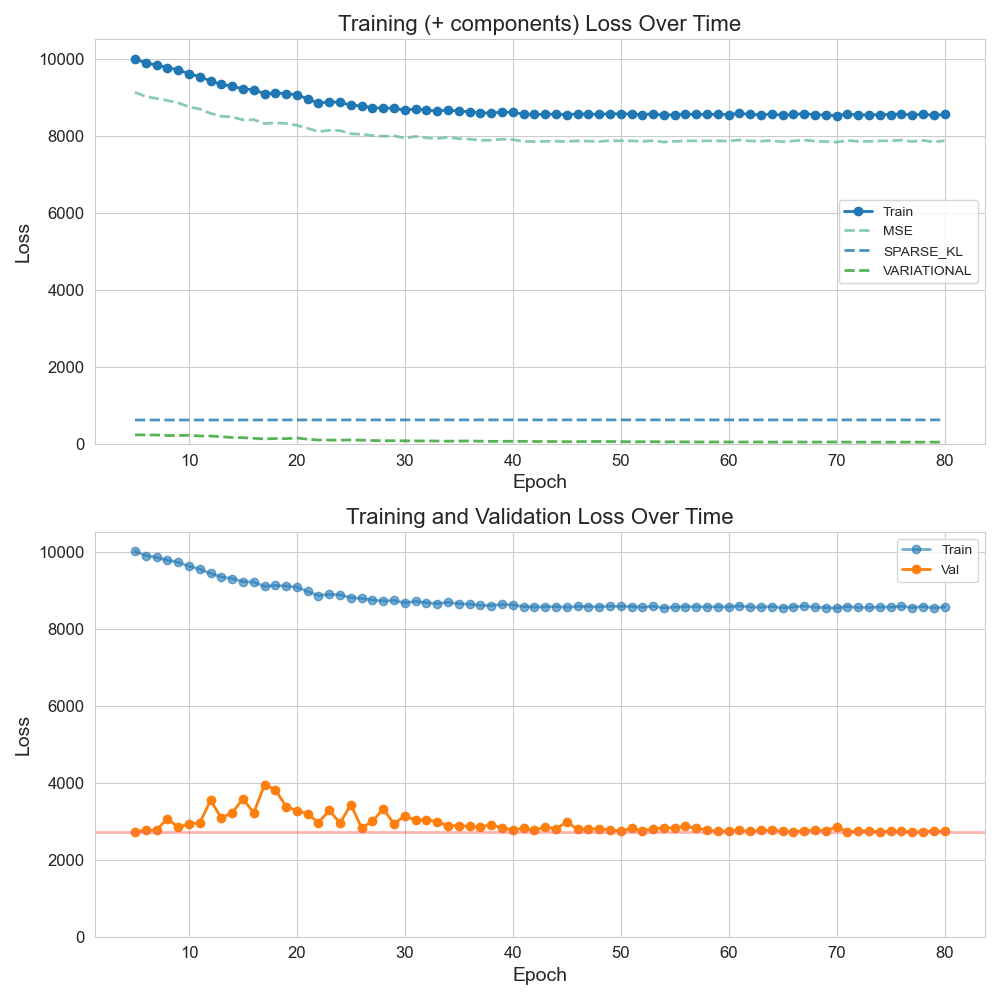 Training (+ components) Loss Over Time
10000
8000
6000
4000
2000
0
Loss
Train
MSE
SPARSE_KL
VARIATIONAL
10 20 30 40 50 60 70 80
Epoch
Training and Validation Loss Over Time
10000
8000
6000
4000
2000
0
Loss
Train
Val
10 20 30 40 50 60 70 80
Epoch